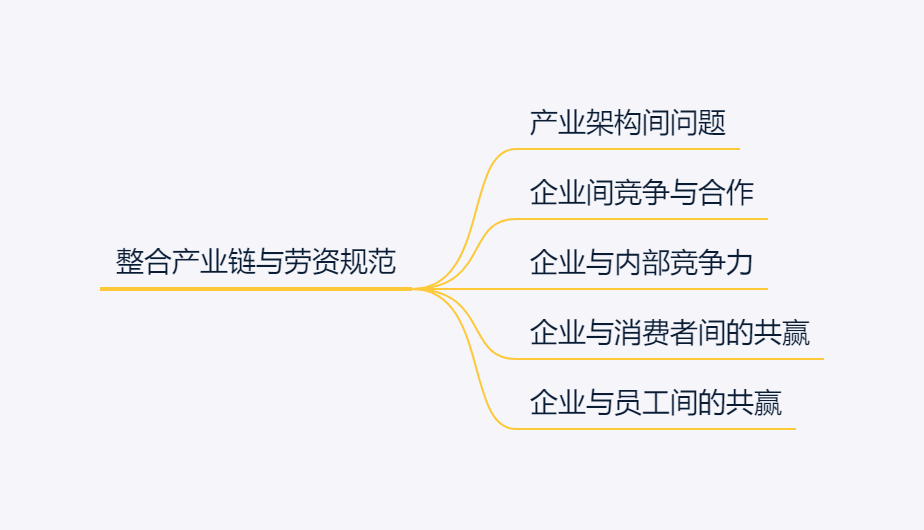 产业架构间问题
企业间竞争与合作
整合产业链与劳资规范
企业与内部竞争力
企业与消费者间的共赢
企业与员工间的共赢